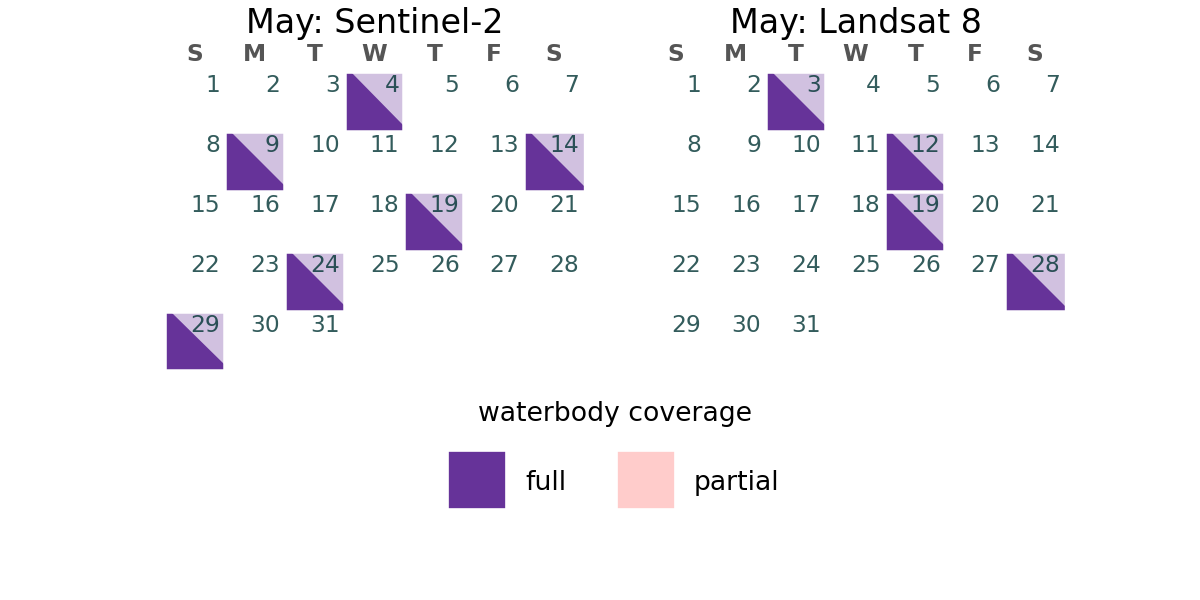 May: Sentinel-2
S M T W T F S
1 2 3 4 5 6 7
8 9 10 11 12 13 14
15 16 17 18 19 20 21
22 23 24 25 26 27 28
29 30 31
May: Landsat 8
S M T W T F S
1 2 3 4 5 6 7
8 9 10 11 12 13 14
15 16 17 18 19 20 21
22 23 24 25 26 27 28
29 30 31
waterbody coverage
full partial